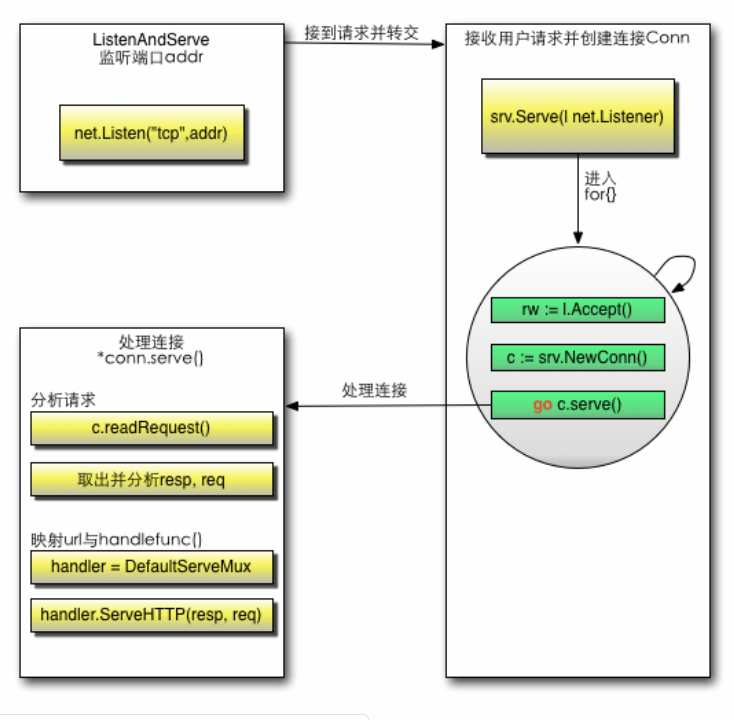 ListenAndServe
监听端口addr
net.Listen("tcp",addr)
接到请求并转交
接收用户请求并创建连接Conn
srv.Serve(l net.Listener)
进入
for{}
rw := l.Accept()
c := srv.NewConn()
go c.serve()
处理连接
处理连接
*conn.serve()
分析请求
c.readRequest()
取出并分析resp, req
映射url与handlefunc()
handler = DefaultServeMux
handler.ServeHTTP(resp, req)